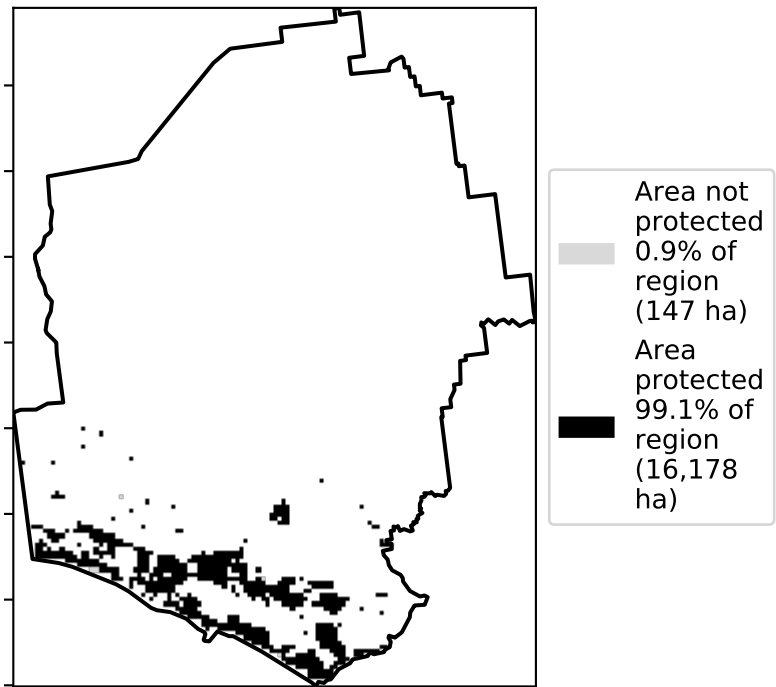 Area not
protected
0.9% of
region
(147 ha)
Area
protected
99.1% of
region
(16,178
ha)